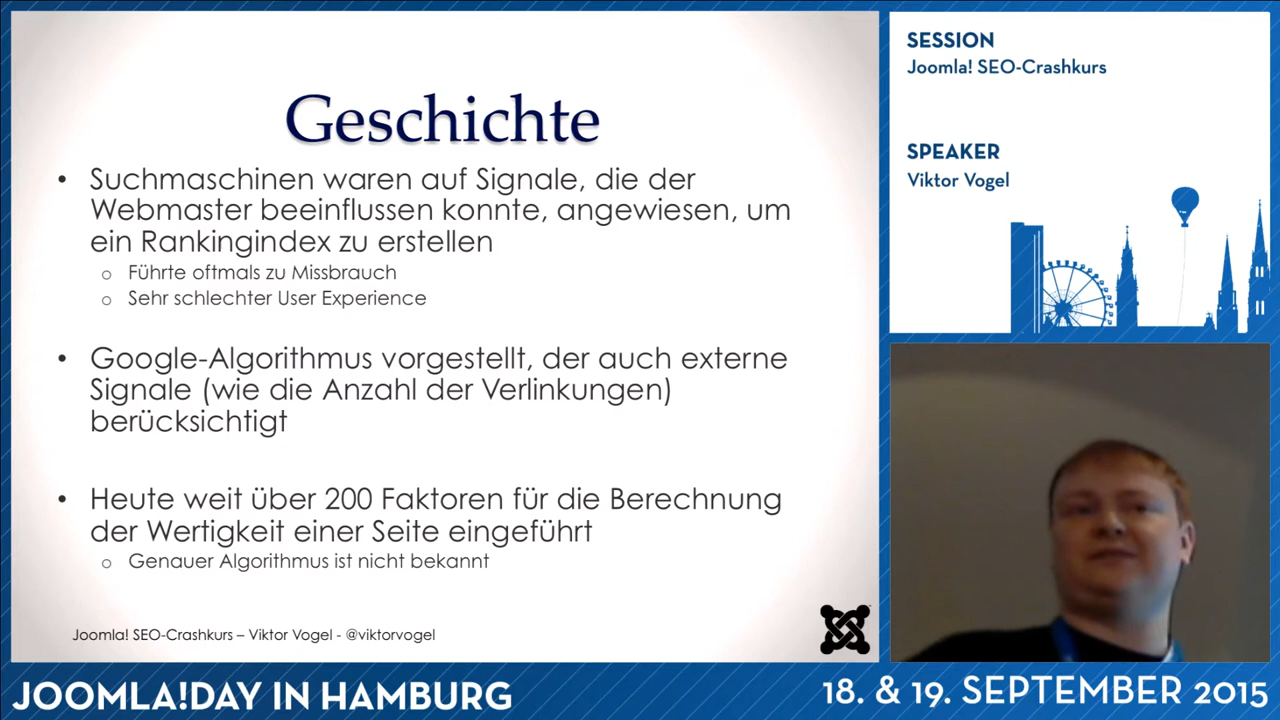 Geschichte
• Suchmaschinen waren auf Signale, die der
Webmaster beeinflussen konnte, angewiesen, um
ein Rankingindex zu erstellen
o Führte oftmals zu Missbrauch
o Sehr schlechter User Experience
• Google-Algorithmus vorgestellt, der auch externe
Signale (wie die Anzahl der Verlinkungen)
berücksichtigt
• Heute weit über 200 Faktoren für die Berechnung
der Wertigkeit einer Seite eingeführt
o Genauer Algorithmus ist nicht bekannt
Joomla! SEO-Crashkurs – Viktor Vogel - @viktorvogel
SESSION
Joomla! SEO-Crashkurs
SPEAKER
Viktor Vogel
JOOMLA!DAY IN HAMBURG
18. & 19. SEPTEMBER 2015